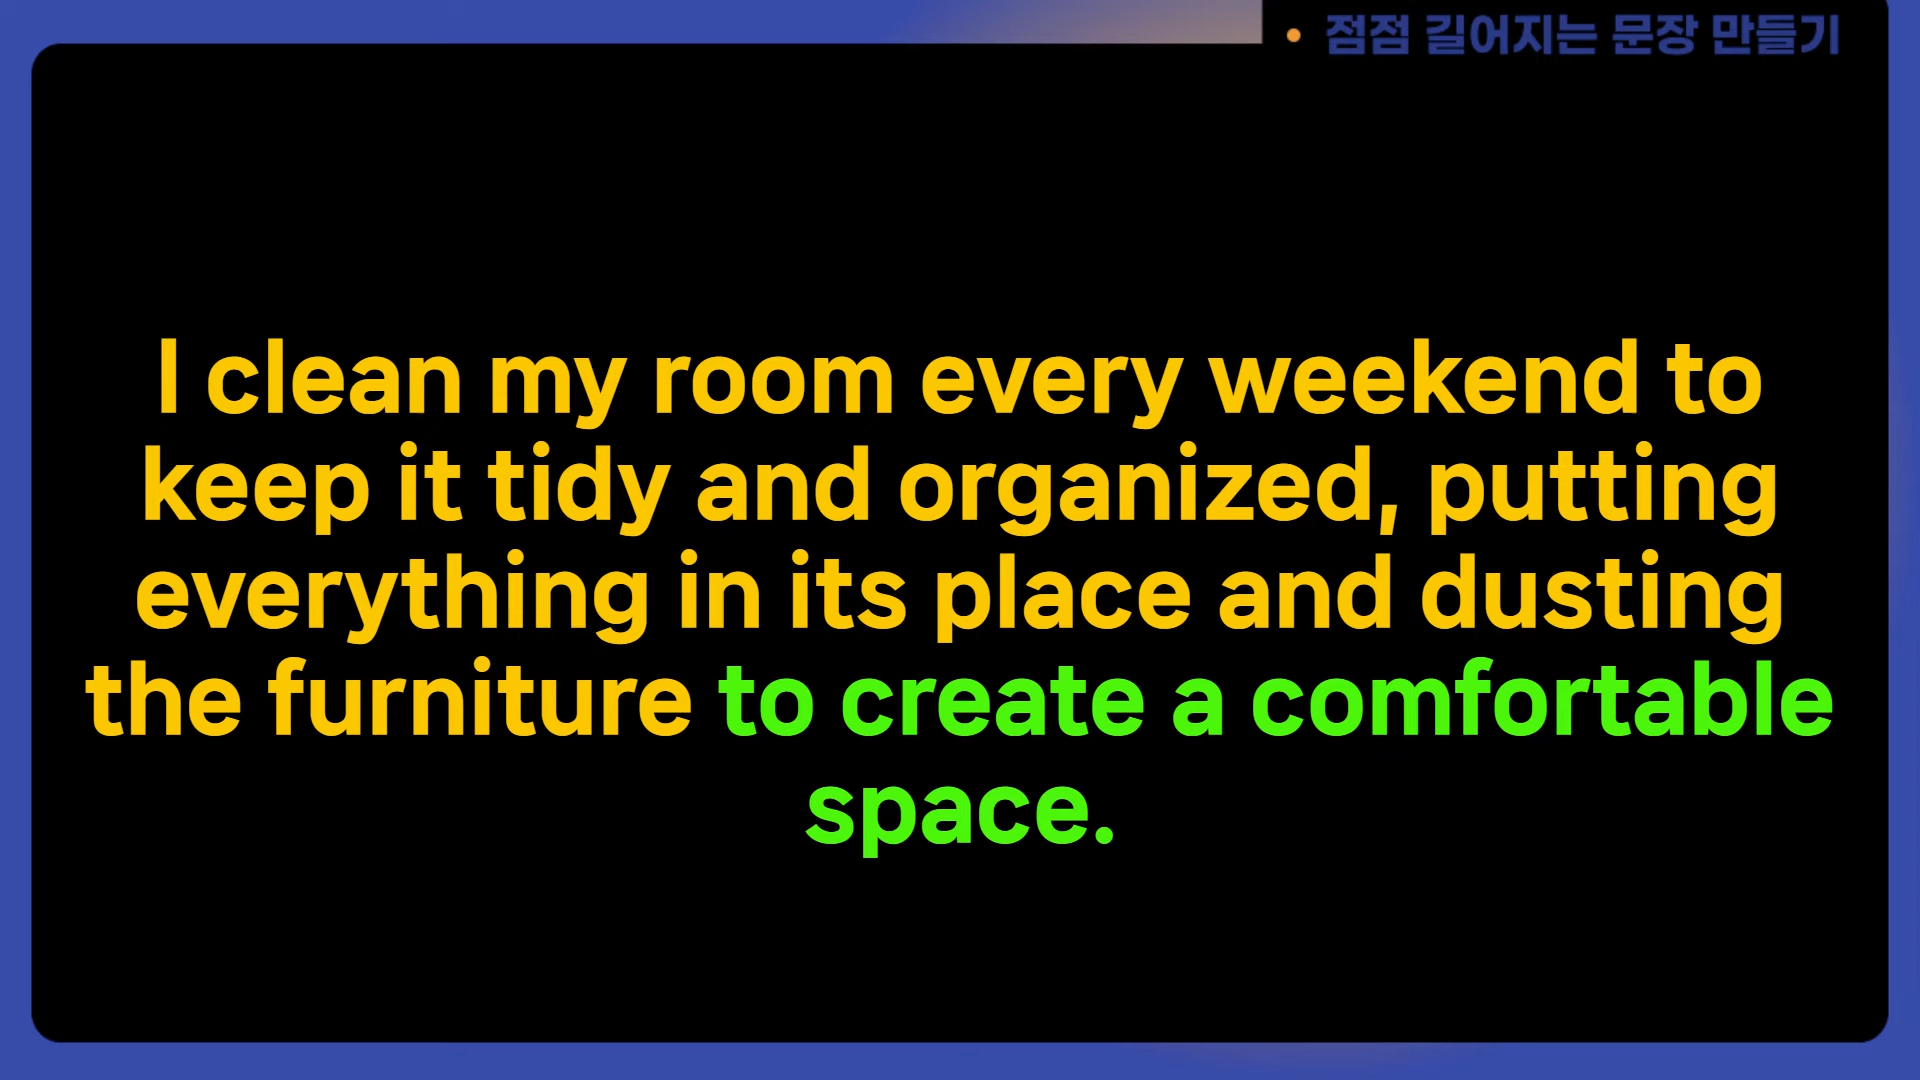 • 점점 길어지는 문장 만들기
I clean my room every weekend to
keep it tidy and organized, putting
everything in its place and dusting
the furniture to create a comfortable
space.